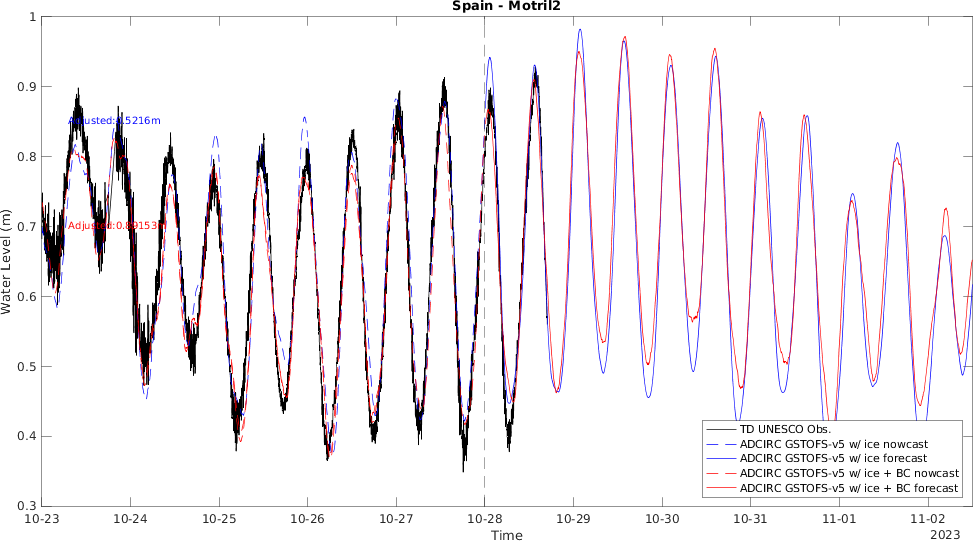 Spain - Motril2
1
0.9
0.8
0.7
0.6
0.5
0.4
0.3
Water Level (m)
10-23
10-24
10-25
10-26
10-27
10-28
10-29
10-30
10-31
11-01
11-02
2023
Time
TD UNESCO Obs.
ADCIRC GSTOFS-v5 w/ ice nowcast
ADCIRC GSTOFS-v5 w/ ice forecast
ADCIRC GSTOFS-v5 w/ ice + BC nowcast
ADCIRC GSTOFS-v5 w/ ice + BC forecast